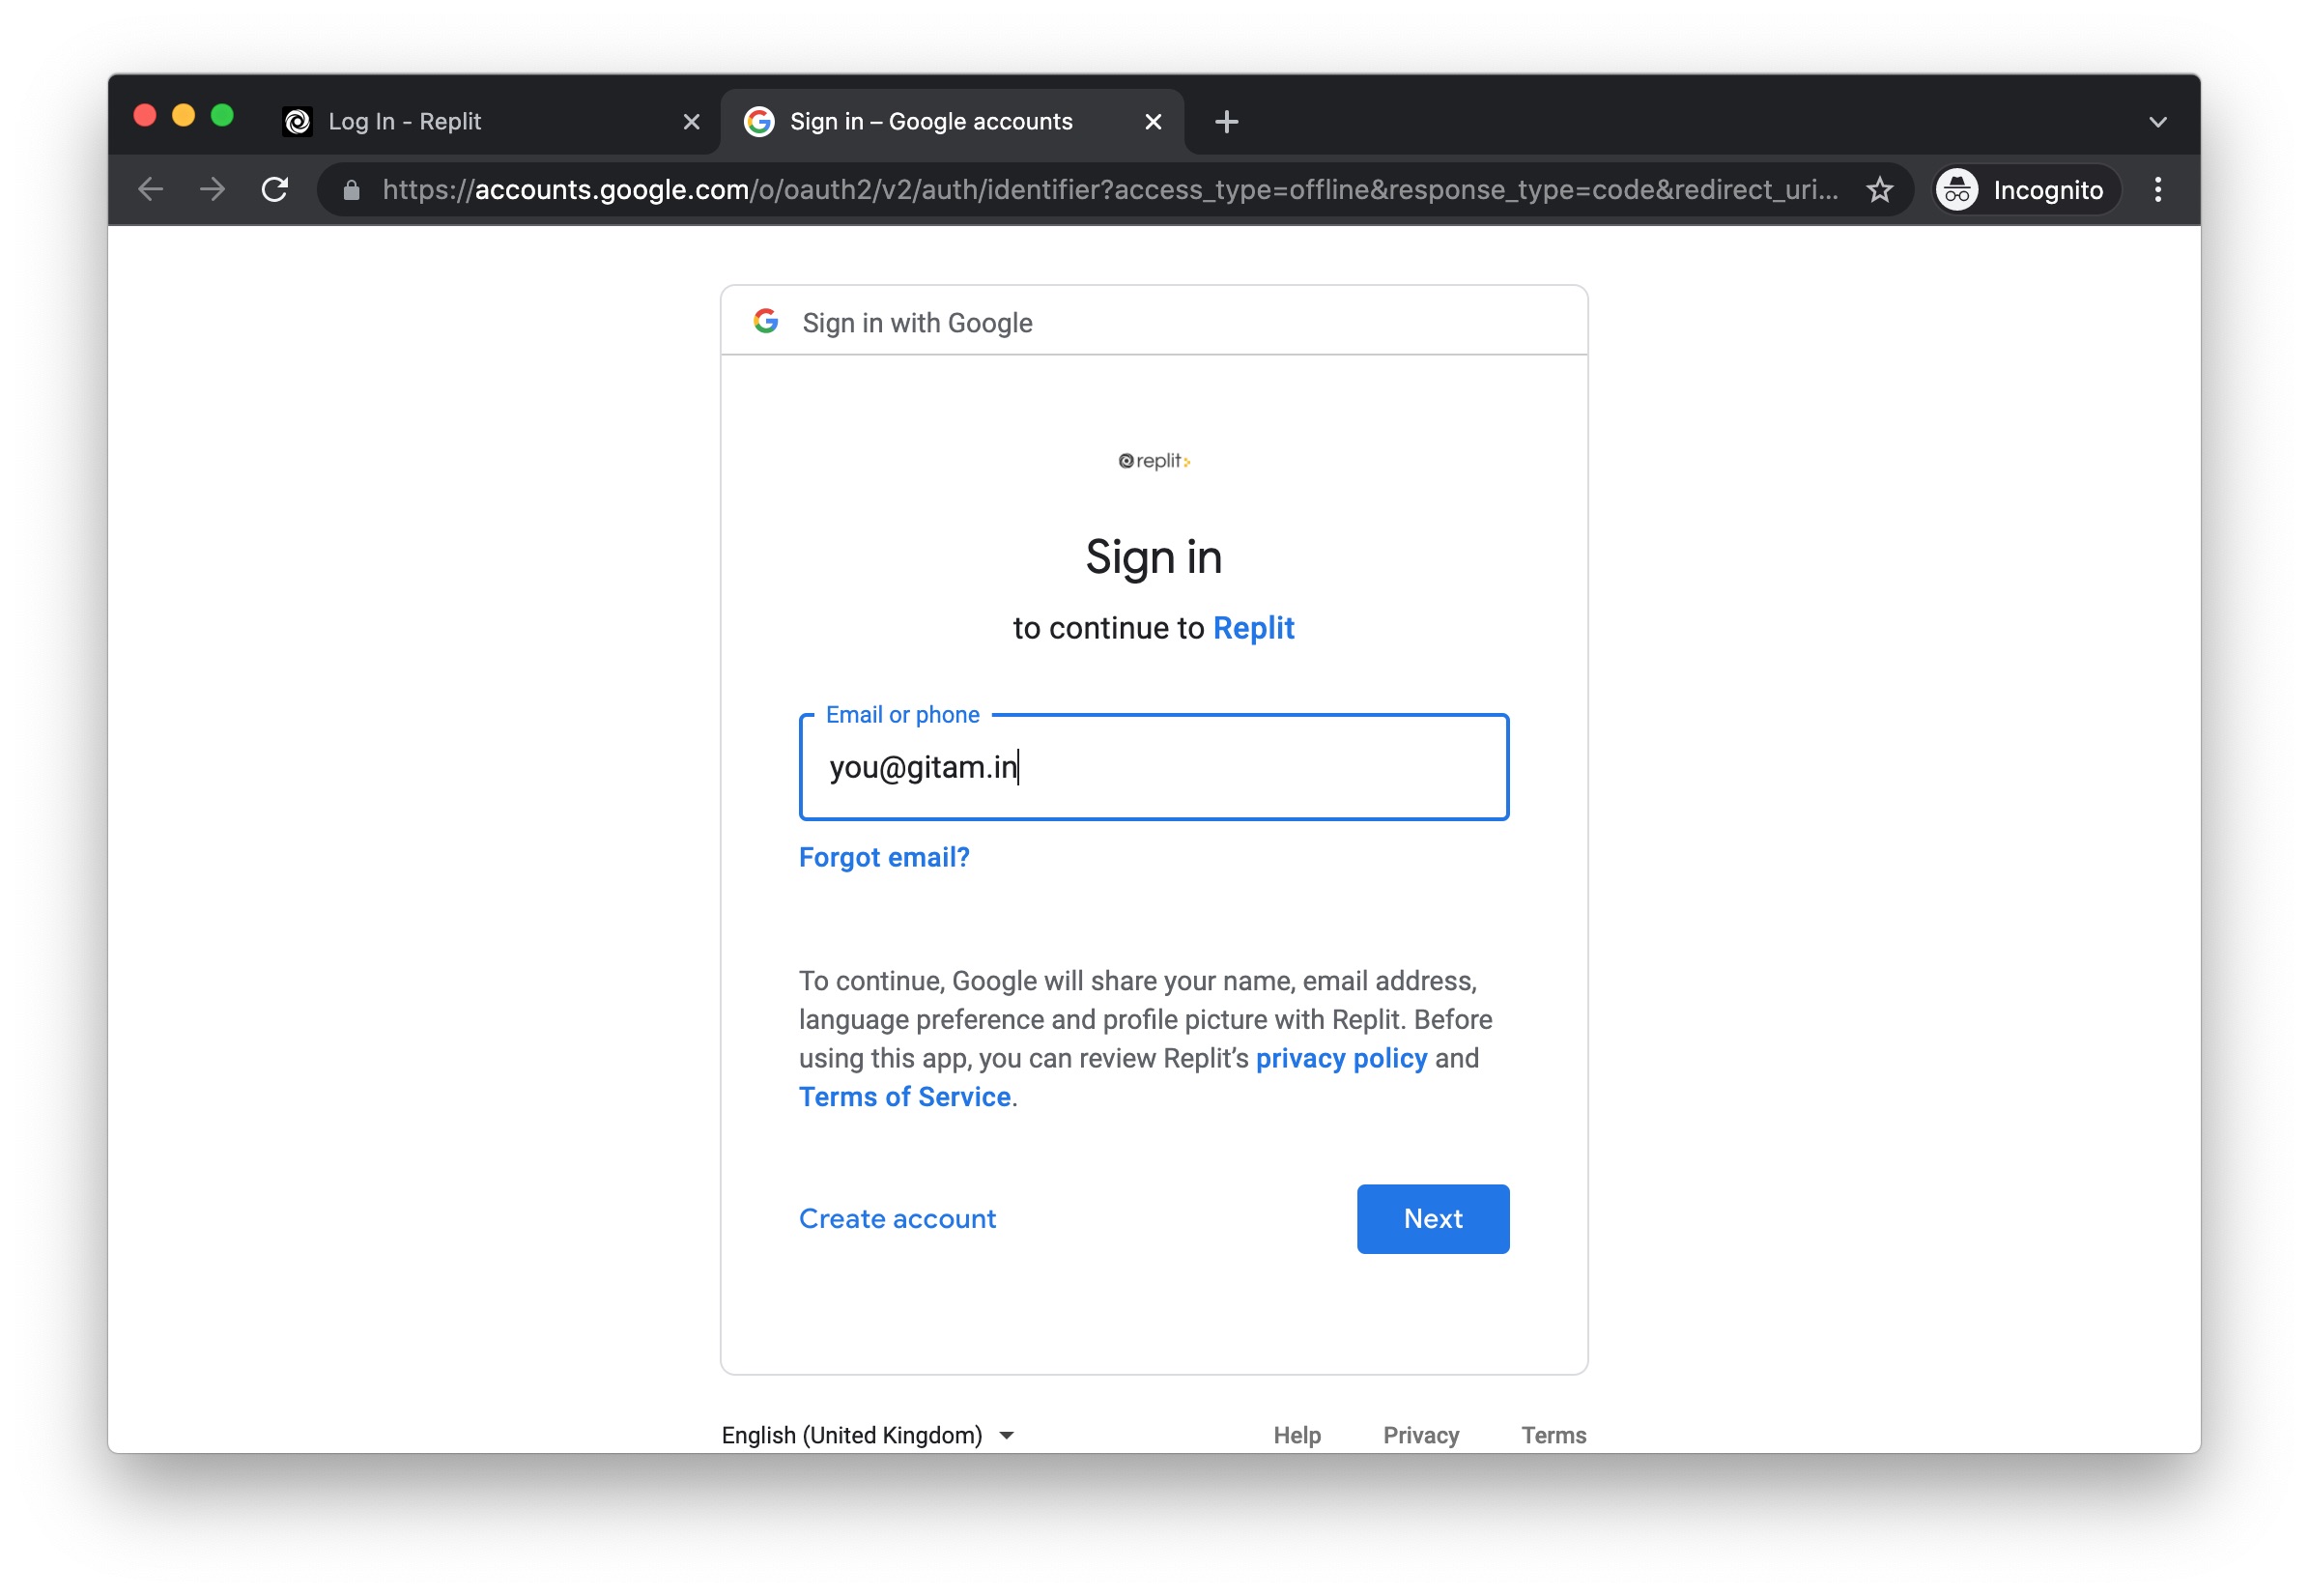 Log In - Replit
Sign in – Google accounts
https://accounts.google.com/o/oauth2/v2/auth/identifier?access_type=offline&response_type=code&redirect_uri...
Incognito
Sign in with Google
replit
Sign in
to continue to Replit
Email or phone
you@gitam.in
Forgot email?
To continue, Google will share your name, email address,
language preference and profile picture with Replit. Before
using this app, you can review Replit’s privacy policy and
Terms of Service.
Create account
Next
English (United Kingdom)
Help
Privacy
Terms